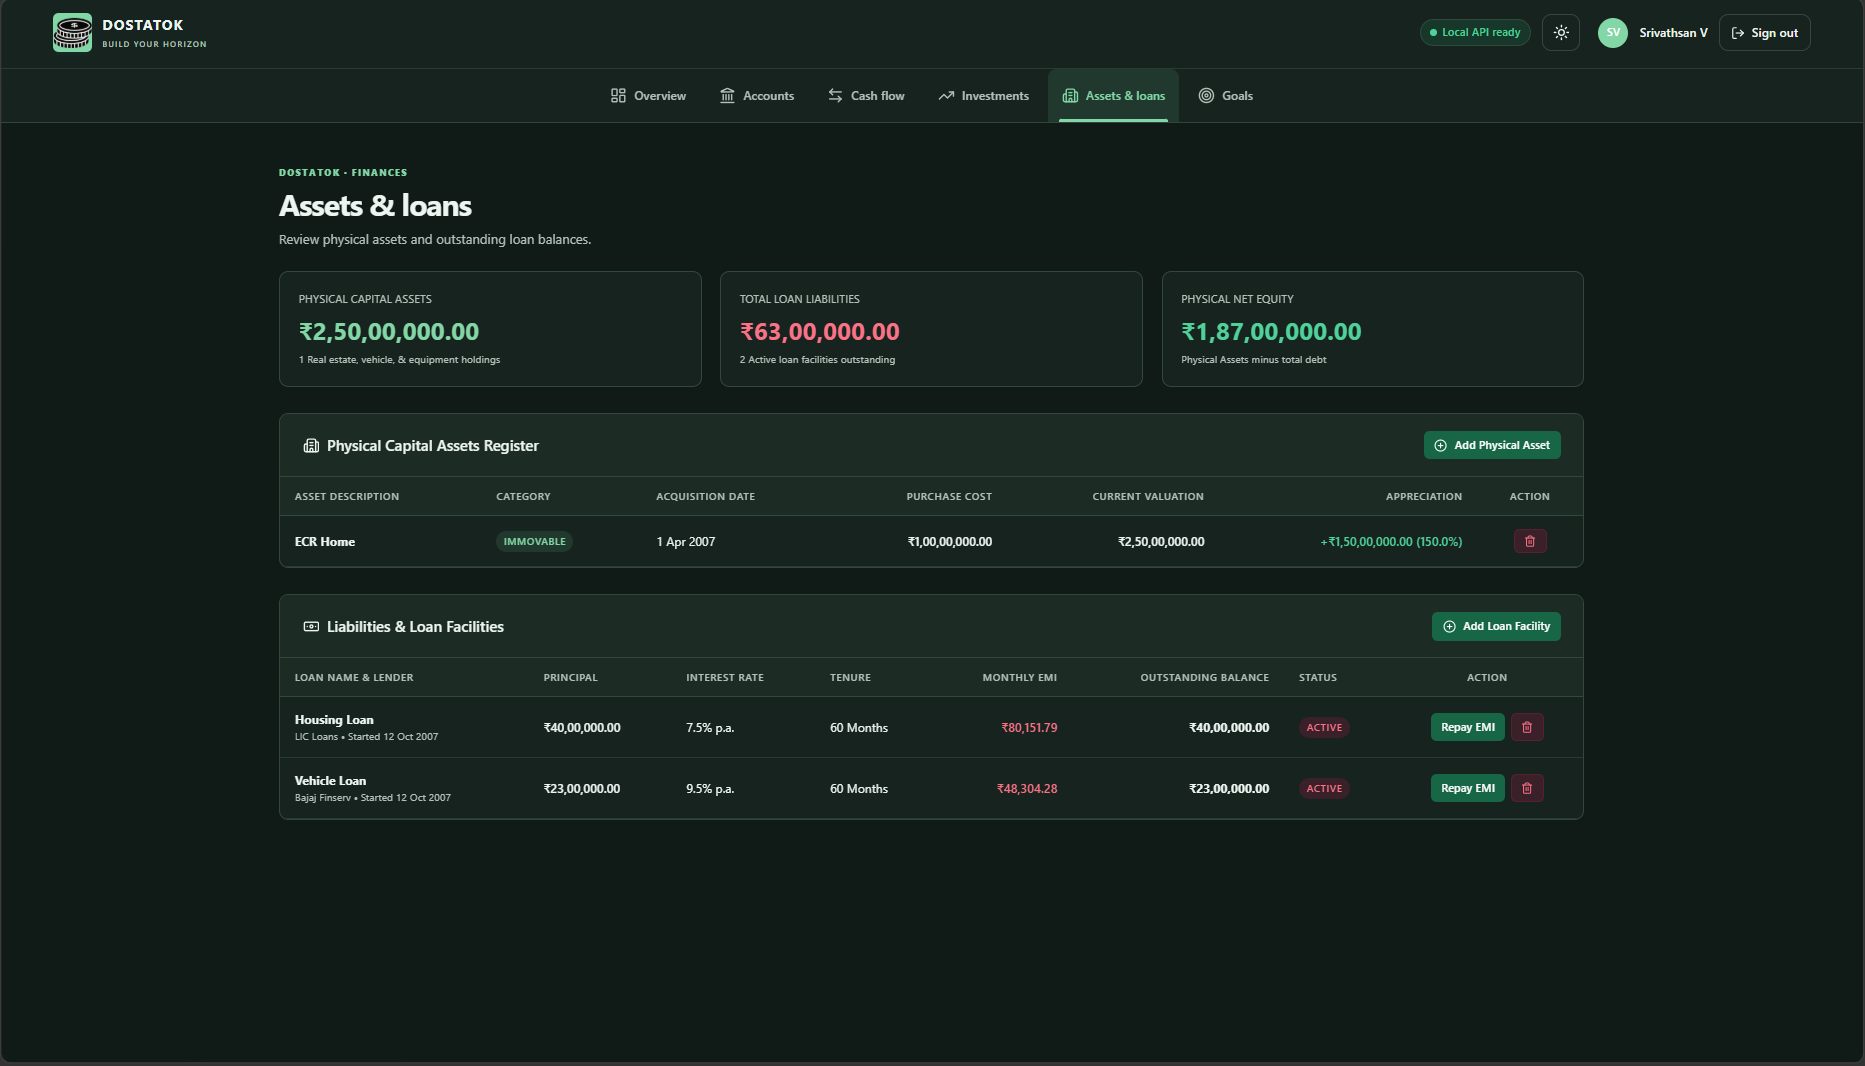 DOSTATOK
BUILD YOUR HORIZON
Local API ready
SV
Srivathsan V
Sign out
Overview
Accounts
Cash flow
Investments
Assets & loans
Goals
DOSTATOK · FINANCES
Assets & loans
Review physical assets and outstanding loan balances.
PHYSICAL CAPITAL ASSETS
₹2,50,00,000.00
1 Real estate, vehicle, & equipment holdings
TOTAL LOAN LIABILITIES
₹63,00,000.00
2 Active loan facilities outstanding
PHYSICAL NET EQUITY
₹1,87,00,000.00
Physical Assets minus total debt
Physical Capital Assets Register
Add Physical Asset
ASSET DESCRIPTION CATEGORY ACQUISITION DATE PURCHASE COST CURRENT VALUATION APPRECIATION ACTION
ECR Home IMMOVABLE 1 Apr 2007 ₹1,00,00,000.00 ₹2,50,00,000.00 +₹1,50,00,000.00 (150.0%)
Liabilities & Loan Facilities
Add Loan Facility
LOAN NAME & LENDER PRINCIPAL INTEREST RATE TENURE MONTHLY EMI OUTSTANDING BALANCE STATUS ACTION
Housing Loan
LIC Loans • Started 12 Oct 2007
₹40,00,000.00 7.5% p.a. 60 Months ₹80,151.79 ₹40,00,000.00 ACTIVE Repay EMI
Vehicle Loan
Bajaj Finserv • Started 12 Oct 2007
₹23,00,000.00 9.5% p.a. 60 Months ₹48,304.28 ₹23,00,000.00 ACTIVE Repay EMI